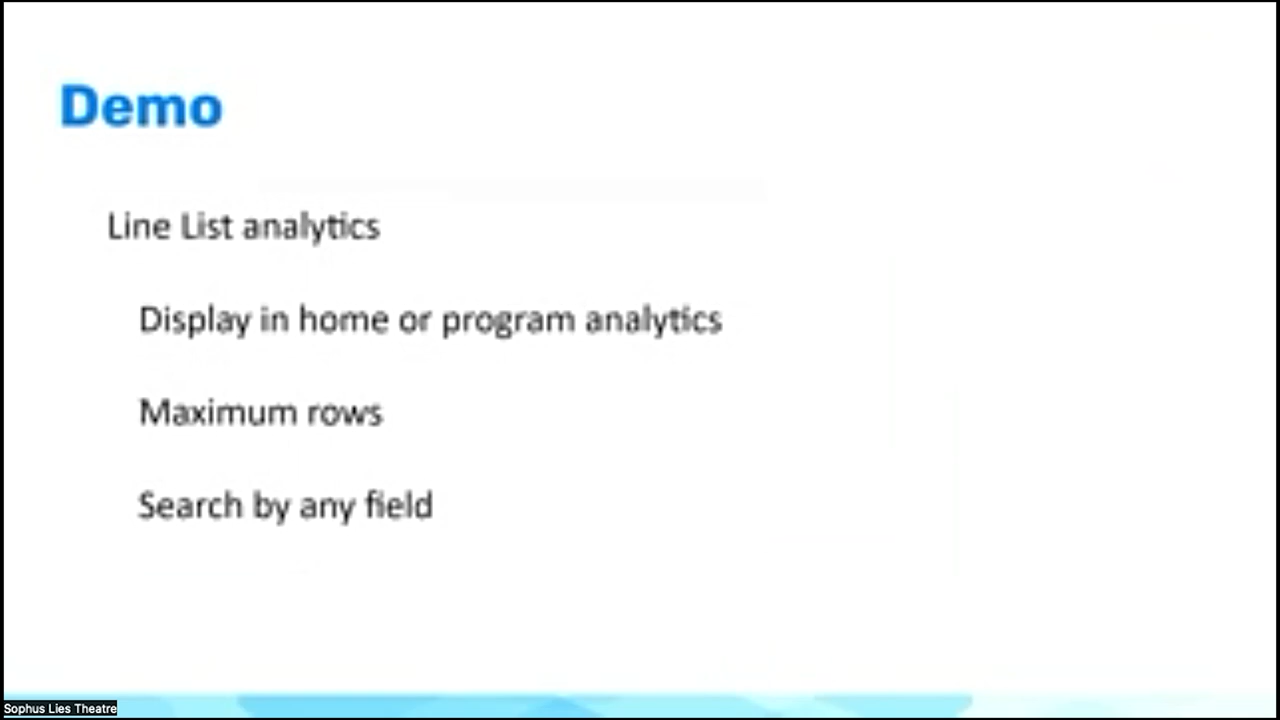 Demo
Line List analytics
Display in home or program analytics
Maximum rows
Search by any field
Sophus Lies Theatre